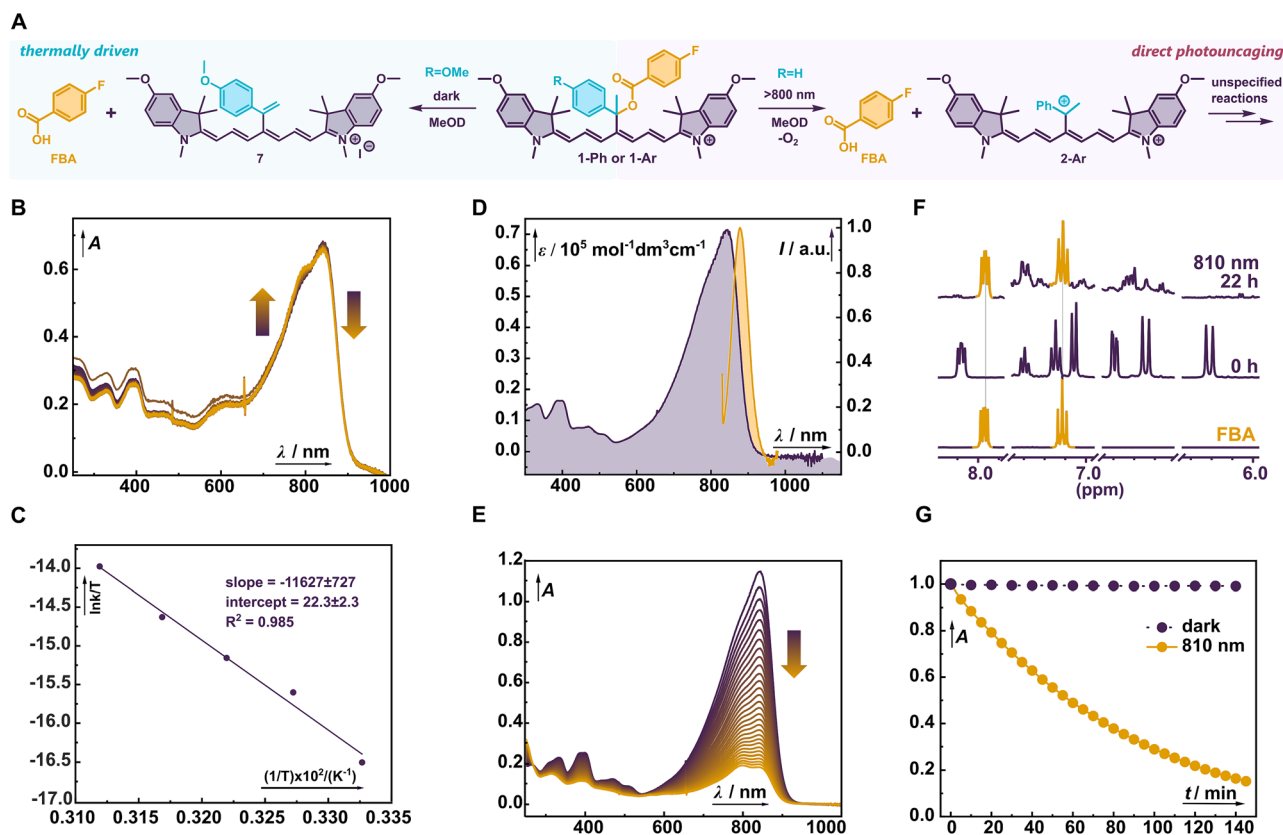 A
thermally driven
direct photouncaging
F
OH
FBA
+
O
O
N
N
I⊖
7
R=OMe
dark
MeOD
R
O
O
F
O
O
N
N
1-Ph or 1-Ar
R=H
>800 nm
MeOD
-O2
F
O
OH
FBA
+
Ph
O
O
N
N
2-Ar
unspecified
reactions
B
A
0.6
0.4
0.2
0.0
λ / nm
400 600 800 1000
D
ε / 10⁵ mol⁻¹dm³cm⁻¹
I / a.u.
0.7
0.6
0.5
0.4
0.3
0.2
0.1
0.0
1.0
0.8
0.6
0.4
0.2
0.0
λ / nm
400 600 800 1000
F
810 nm
22 h
0 h
FBA
8.0 7.0 6.0
(ppm)
C
-14.0
-14.5
-15.0
-15.5
-16.0
-16.5
-17.0
lnk/T
slope = -11627±727
intercept = 22.3±2.3
R² = 0.985
(1/T)x10²/(K⁻¹)
0.310 0.315 0.320 0.325 0.330 0.335
E
A
1.2
1.0
0.8
0.6
0.4
0.2
0.0
λ / nm
400 600 800 1000
G
1.0
0.8
0.6
0.4
0.2
0.0
A
dark
810 nm
t / min
0 20 40 60 80 100 120 140